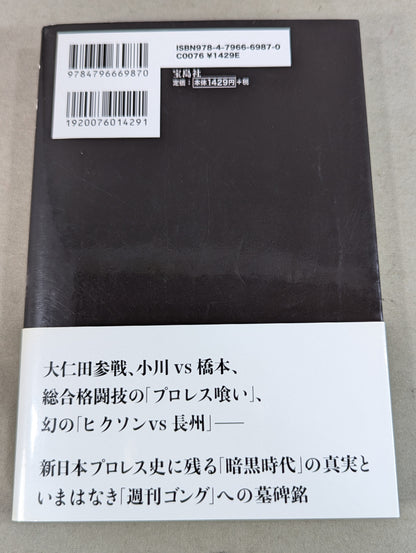 ISBN978-4-7966-6987-0
C0076 ¥1429E
9784796669870
宝島社
定価：本体1429円+税
1920076014291
大仁田参戦、小川vs橋本、
総合格闘技の「プロレス喰い」、
幻の「ヒクソンvs長州」――
新日本プロレス史に残る「暗黒時代」の真実と
いまはなき「週刊ゴング」への墓碑銘